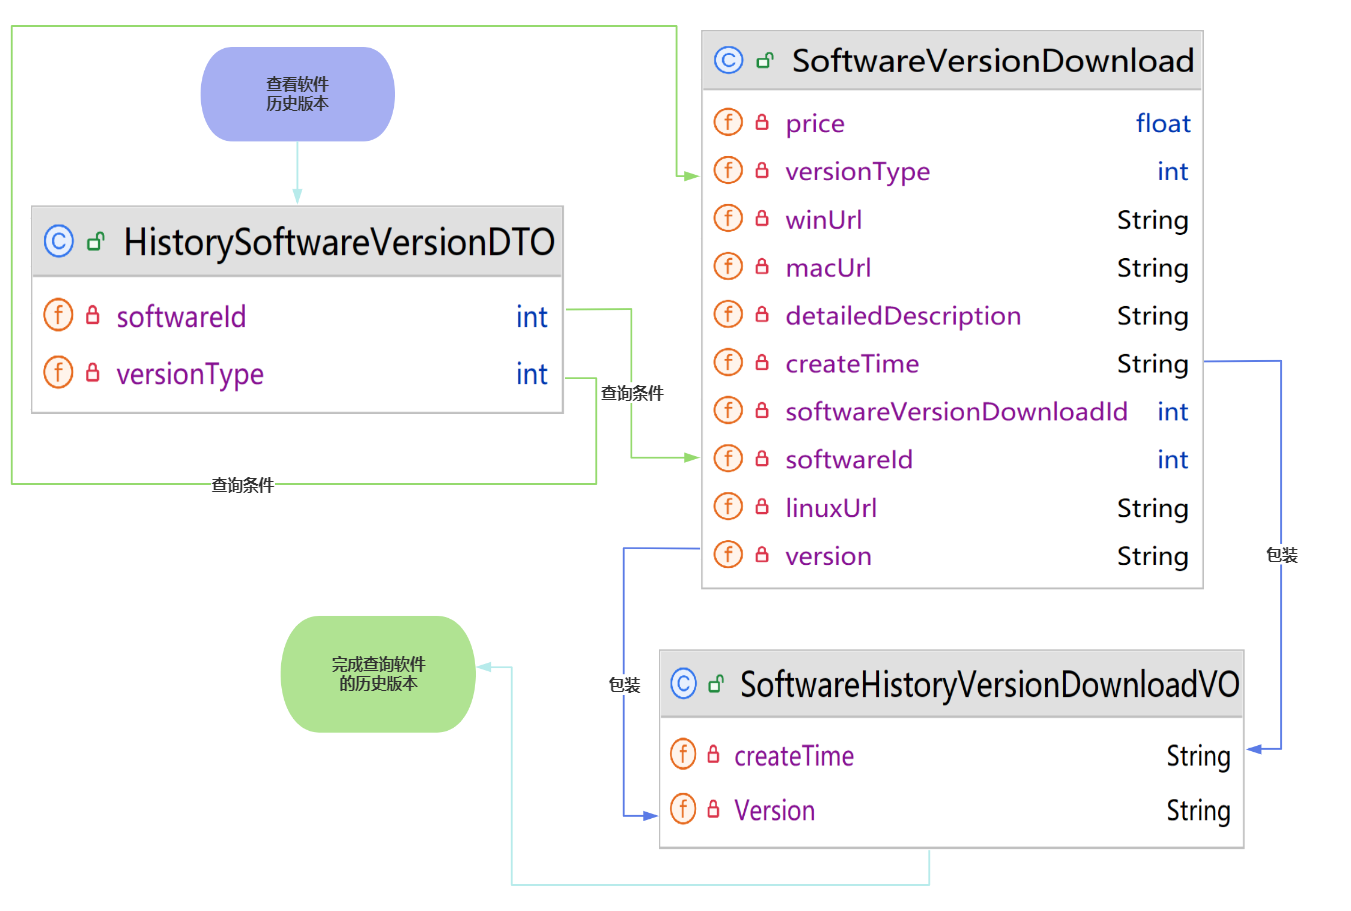 查看软件
历史版本
C HistorySoftwareVersionDTO
f softwareId int
f versionType int
查询条件
查询条件
C SoftwareVersionDownload
f price float
f versionType int
f winUrl String
f macUrl String
f detailedDescription String
f createTime String
f softwareVersionDownloadId int
f softwareId int
f linuxUrl String
f version String
包装
包装
完成查询软件
的历史版本
C SoftwareHistoryVersionDownloadVO
f createTime String
f Version String